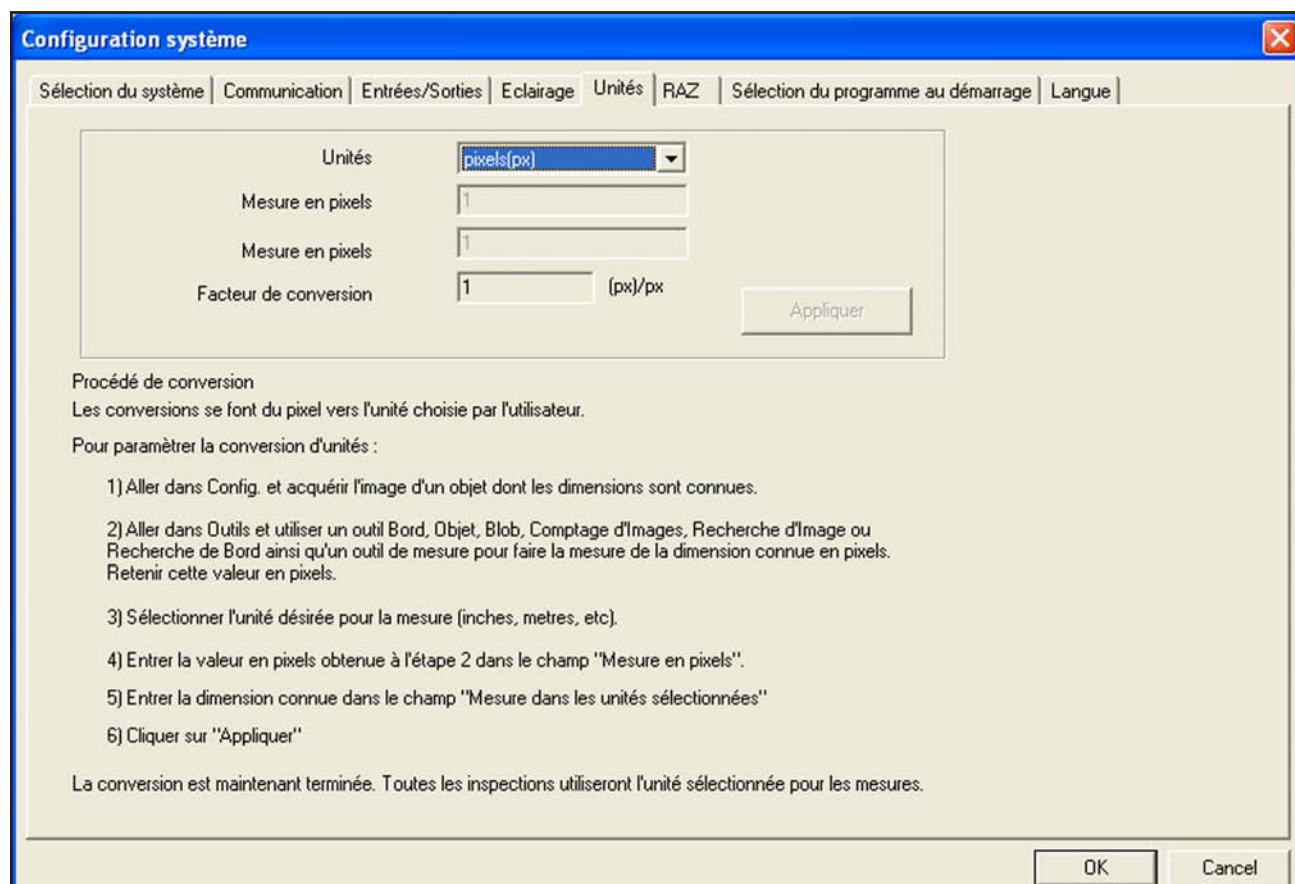 Configuration système
Sélection du système Communication Entrées/Sorties Eclairage Unités RAZ Sélection du programme au démarrage Langue
Unités pixels(px)
Mesure en pixels 1
Mesure en pixels 1
Facteur de conversion 1 (px)/px
Appliquer
Procédé de conversion
Les conversions se font du pixel vers l'unité choisie par l'utilisateur.
Pour paramètrer la conversion d'unités :
1) Aller dans Config. et acquérir l'image d'un objet dont les dimensions sont connues.
2) Aller dans Outils et utiliser un outil Bord, Objet, Blob, Comptage d'Images, Recherche d'Image ou
Recherche de Bord ainsi qu'un outil de mesure pour faire la mesure de la dimension connue en pixels.
Retenir cette valeur en pixels.
3) Sélectionner l'unité désirée pour la mesure (inches, metres, etc).
4) Entrer la valeur en pixels obtenue à l'étape 2 dans le champ "Mesure en pixels".
5) Entrer la dimension connue dans le champ "Mesure dans les unités sélectionnées"
6) Cliquer sur "Appliquer"
La conversion est maintenant terminée. Toutes les inspections utiliseront l'unité sélectionnée pour les mesures.
OK Cancel